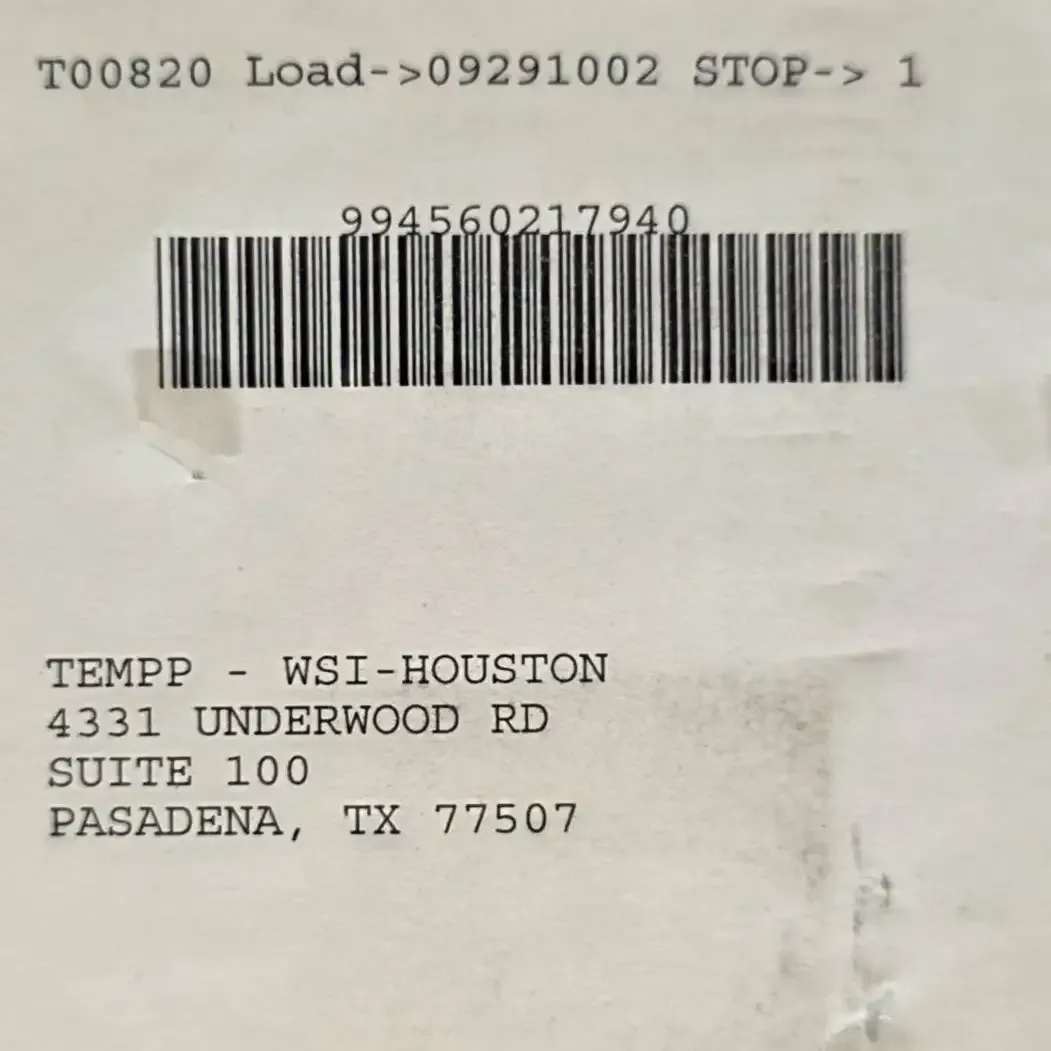 T00820 Load->09291002 STOP-> 1
994560217940
TEMPP - WSI-HOUSTON
4331 UNDERWOOD RD
SUITE 100
PASADENA, TX 77507